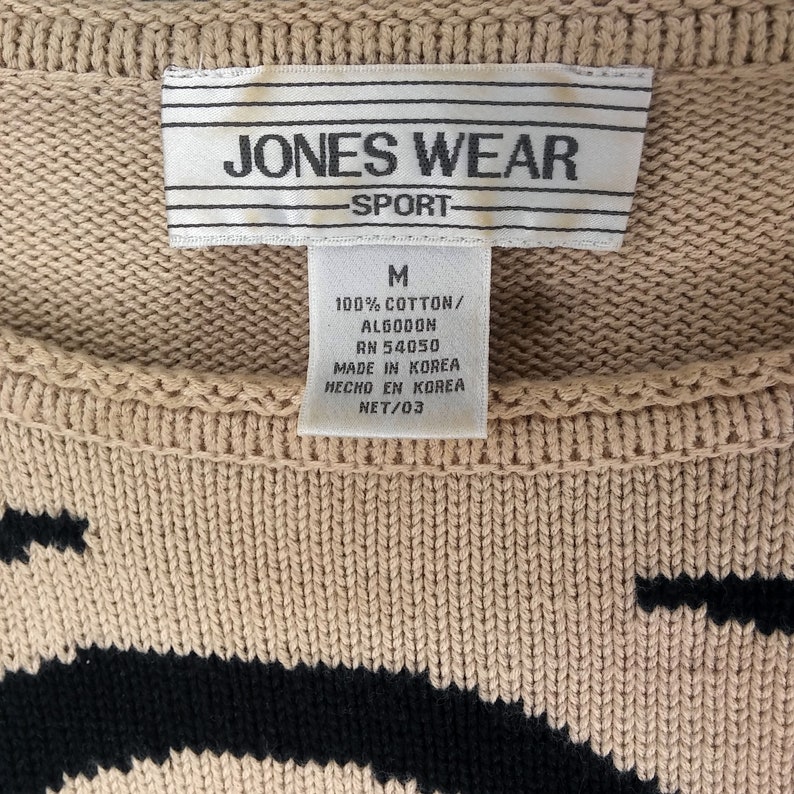 JONES WEAR
SPORT
M
100% COTTON/
ALGODON
RN 54050
MADE IN KOREA
HECHO EN KOREA
NET/03